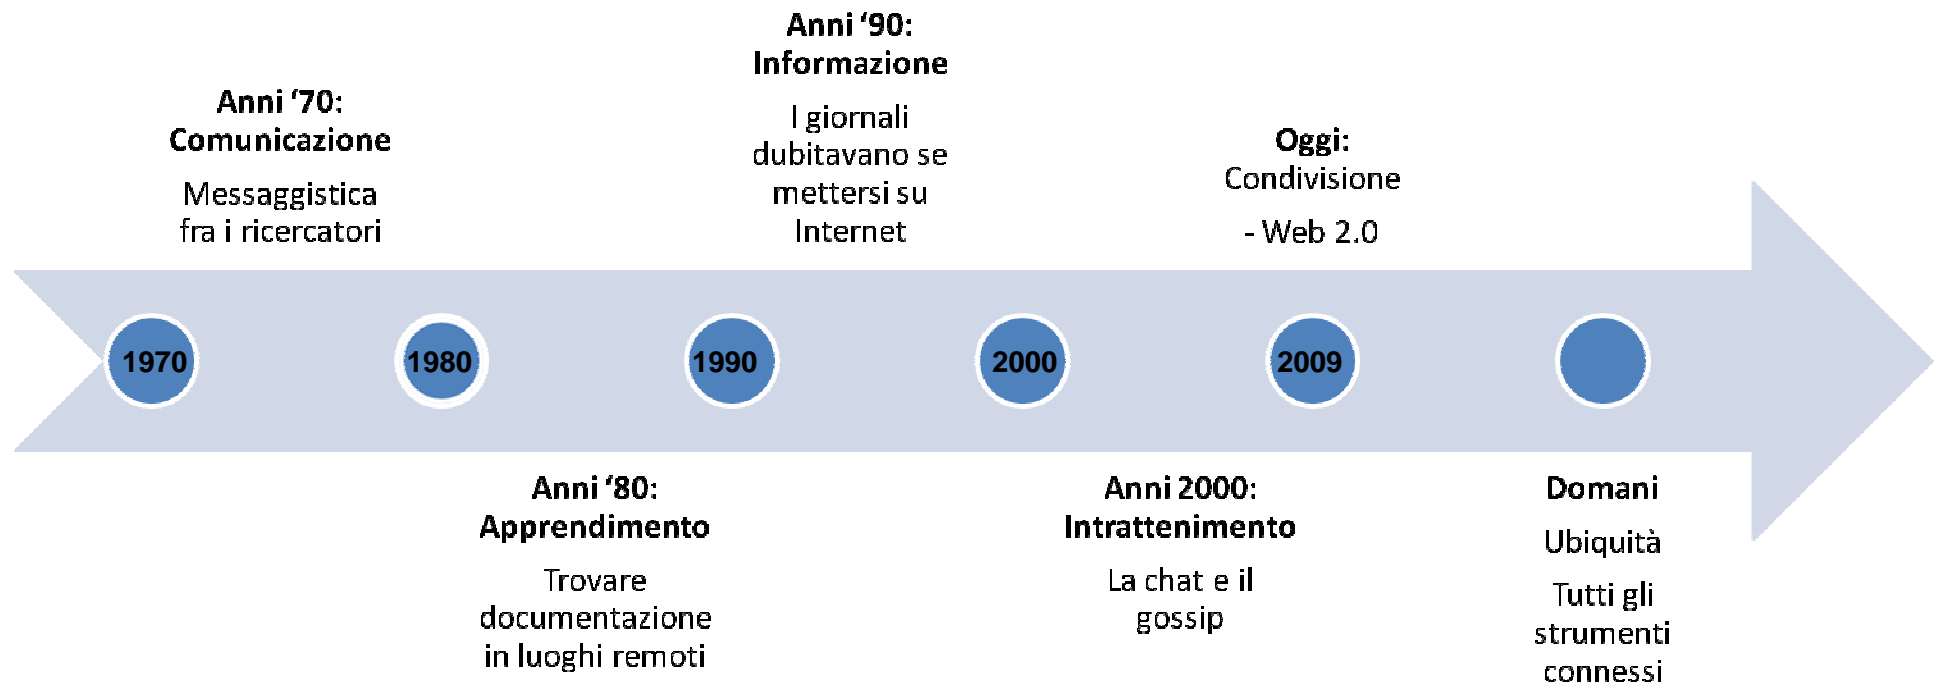 Anni ‘70:
Comunicazione
Messaggistica
fra i ricercatori
Anni ‘90:
Informazione
I giornali
dubitavano se
mettersi su
Internet
Oggi:
Condivisione
- Web 2.0
1970
1980
1990
2000
2009
Anni ‘80:
Apprendimento
Trovare
documentazione
in luoghi remoti
Anni 2000:
Intrattenimento
La chat e il
gossip
Domani
Ubiquità
Tutti gli
strumenti
connessi